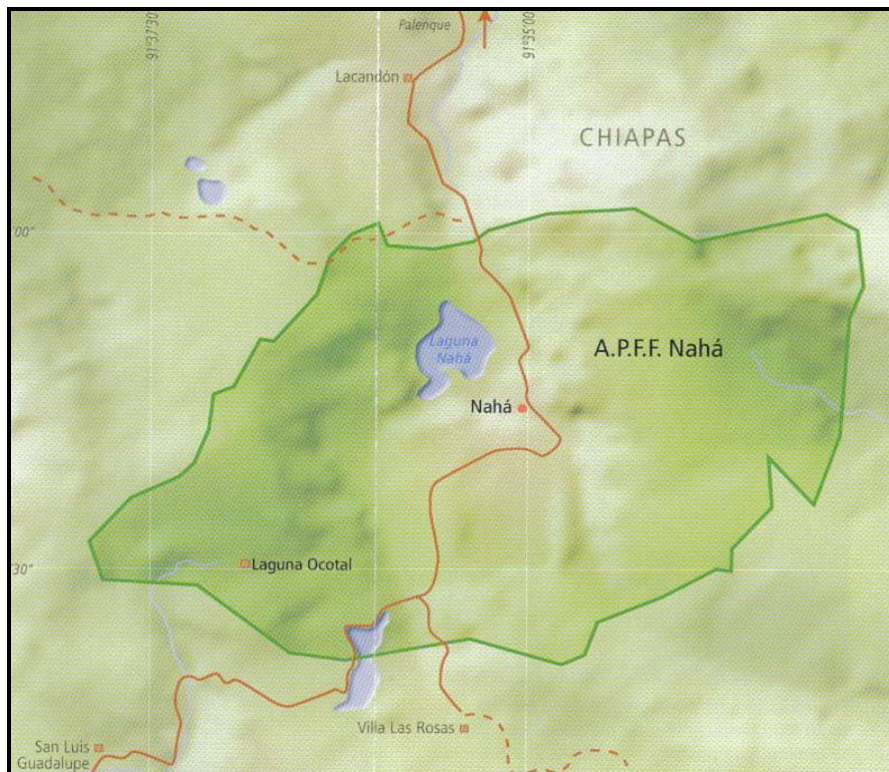 91°37'30"
Palenque
91°35'00"
Lacandón
CHIAPAS
'00"
Laguna
Nahá
A.P.F.F. Nahá
Nahá
30"
Laguna Ocotal
Villa Las Rosas
San Luis
Guadalupe